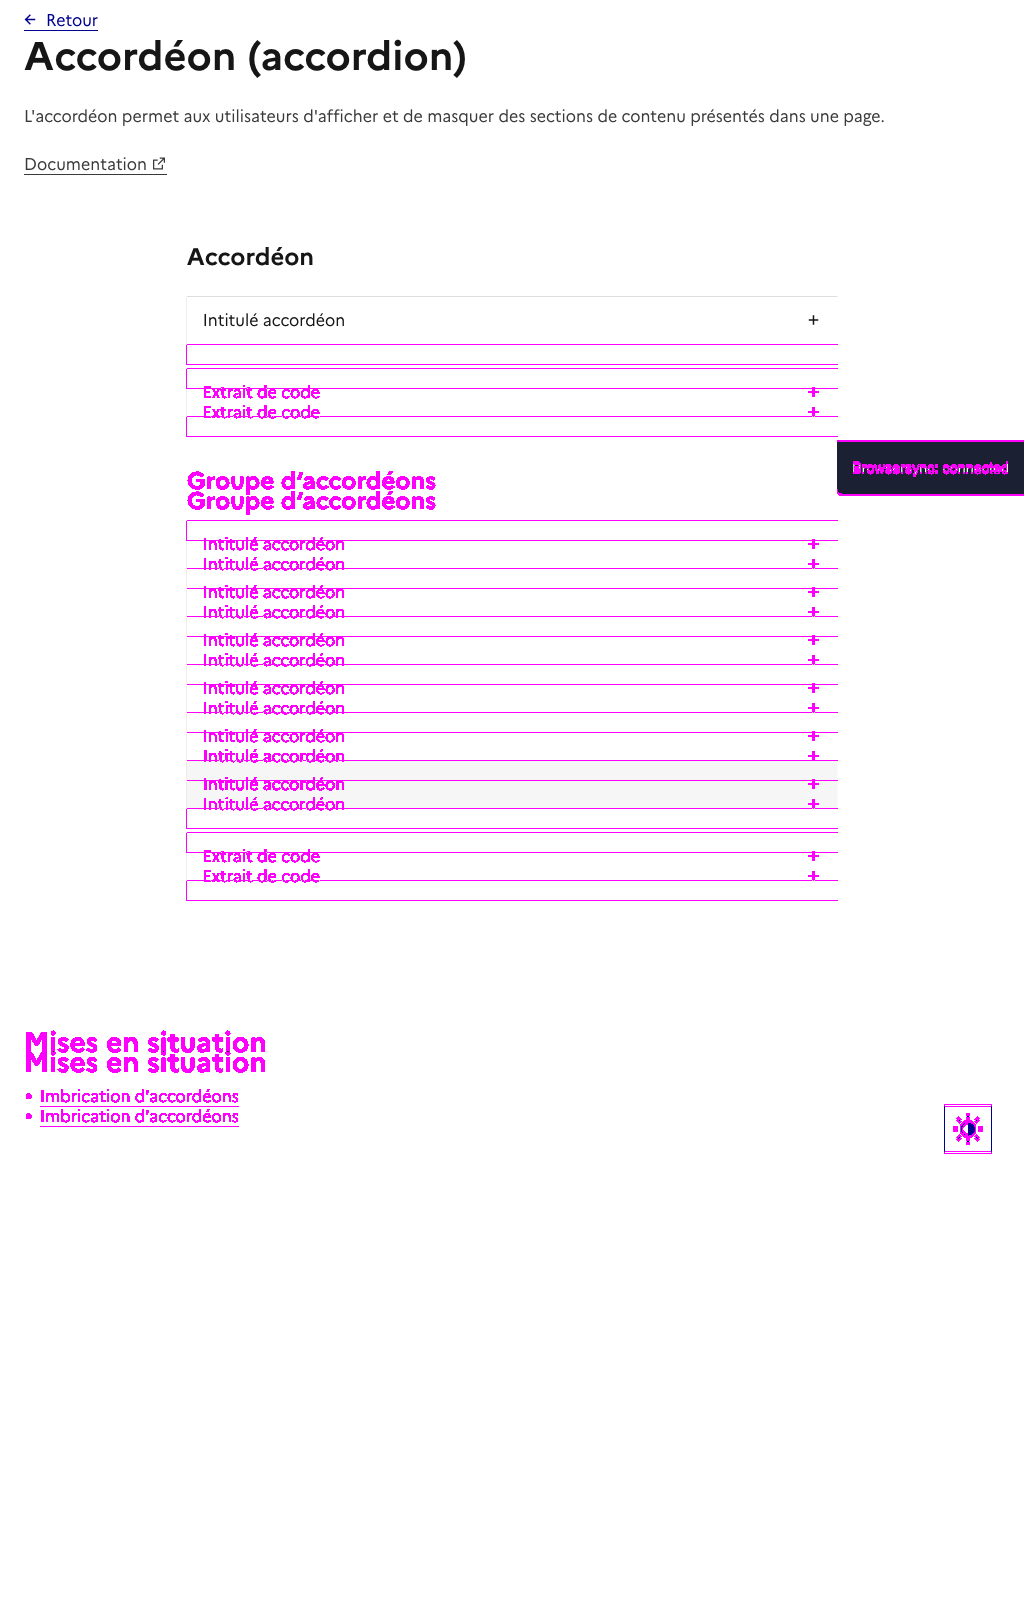 Retour
Accordéon (accordion)
L'accordéon permet aux utilisateurs d'afficher et de masquer des sections de contenu présentés dans une page.
Documentation
Accordéon
Intitulé accordéon +
Extrait de code +
Extrait de code +
Browsersync: connected
Groupe d’accordéons
Groupe d’accordéons
Intitulé accordéon +
Intitulé accordéon +
Intitulé accordéon +
Intitulé accordéon +
Intitulé accordéon +
Intitulé accordéon +
Intitulé accordéon +
Intitulé accordéon +
Intitulé accordéon +
Intitulé accordéon +
Intitulé accordéon +
Intitulé accordéon +
Extrait de code +
Extrait de code +
Mises en situation
Mises en situation
• Imbrication d’accordéons
• Imbrication d’accordéons